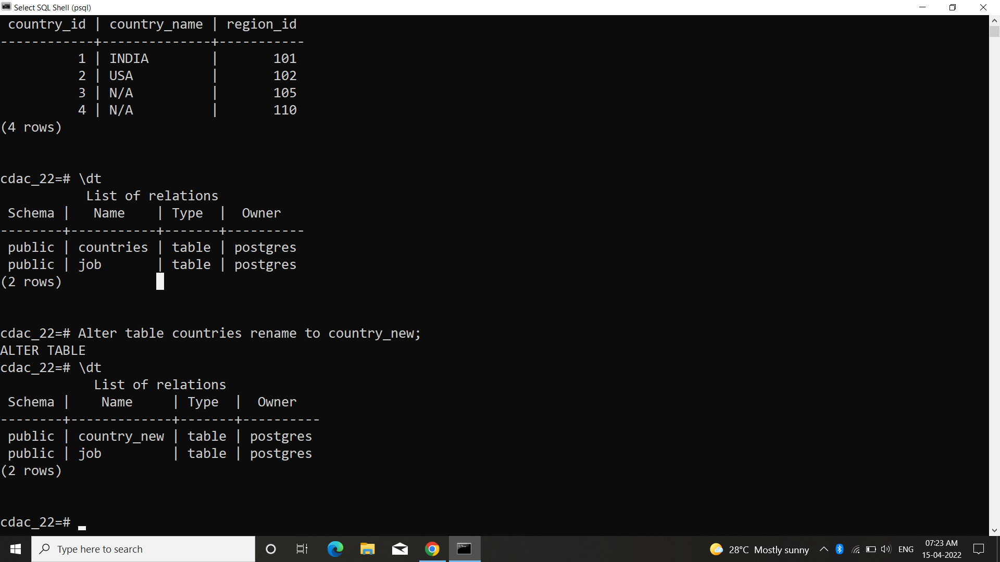 Select SQL Shell (psql)
 country_id | country_name | region_id
------------+--------------+-----------
          1 | INDIA        |       101
          2 | USA          |       102
          3 | N/A          |       105
          4 | N/A          |       110
(4 rows)
cdac_22=# \dt
           List of relations
 Schema |   Name    | Type  |  Owner
--------+-----------+-------+----------
 public | countries | table | postgres
 public | job       | table | postgres
(2 rows)
cdac_22=# Alter table countries rename to country_new;
ALTER TABLE
cdac_22=# \dt
            List of relations
 Schema |    Name     | Type  |  Owner
--------+-------------+-------+----------
 public | country_new | table | postgres
 public | job         | table | postgres
(2 rows)
cdac_22=# _
Type here to search
28°C Mostly sunny
ENG
07:23 AM
15-04-2022